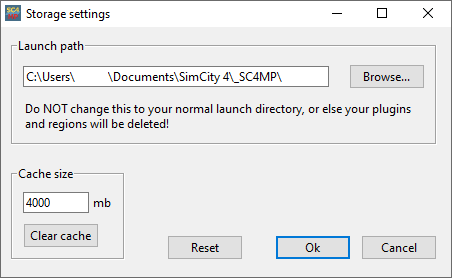 SC4
Storage settings
Launch path
C:\Users\ \Documents\SimCity 4\_SC4MP\
Browse...
Do NOT change this to your normal launch directory, or else your plugins
and regions will be deleted!
Cache size
4000 mb
Clear cache
Reset Ok Cancel